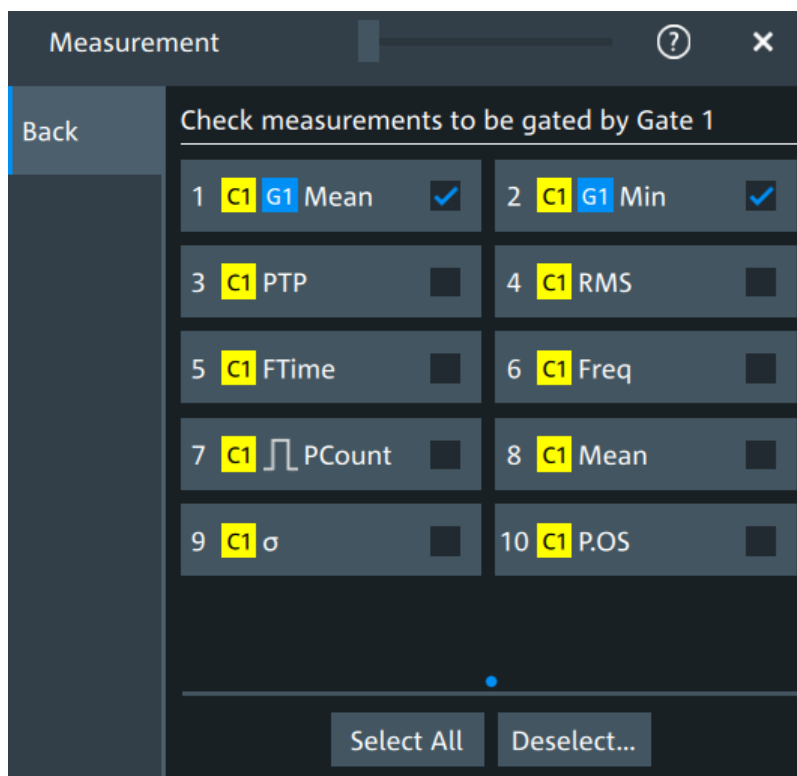 Measurement ? ×
Back
Check measurements to be gated by Gate 1
1 C1 G1 Mean
2 C1 G1 Min
3 C1 PTP
4 C1 RMS
5 C1 FTime
6 C1 Freq
7 C1 PCount
8 C1 Mean
9 C1 σ
10 C1 P.OS
Select All
Deselect...